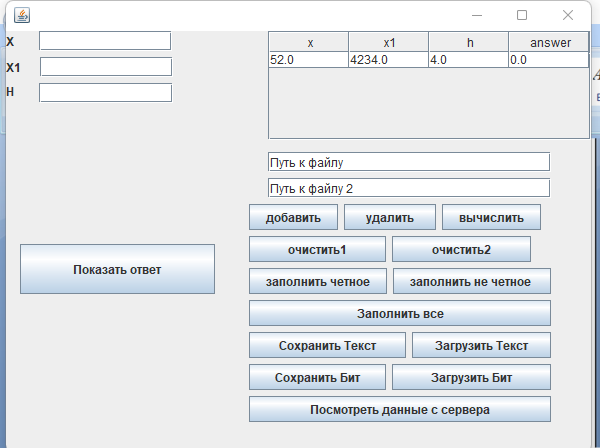 X
X1
H
x x1 h answer
52.0 4234.0 4.0 0.0
Путь к файлу
Путь к файлу 2
добавить удалить вычислить
очистить1 очистить2
Показать ответ
заполнить четное заполнить не четное
Заполнить все
Сохранить Текст Загрузить Текст
Сохранить Бит Загрузить Бит
Посмотреть данные с сервера